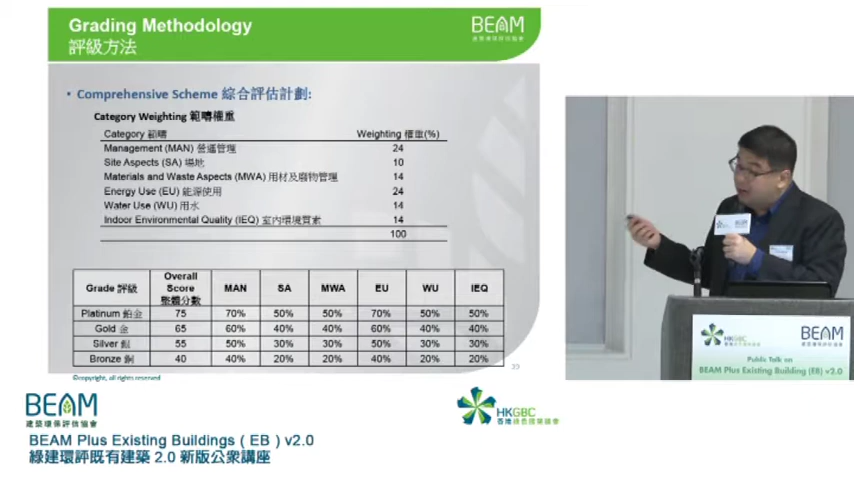 Grading Methodology
評級方法
BEAM
建築環保評估協會
• Comprehensive Scheme 綜合評估計劃:
Category Weighting 範疇權重
Category 範疇 Weighting 權重(%)
Management (MAN) 營運管理 24
Site Aspects (SA) 場地 10
Materials and Waste Aspects (MWA) 用材及廢物管理 14
Energy Use (EU) 能源使用 24
Water Use (WU) 用水 14
Indoor Environmental Quality (IEQ) 室內環境質素 14
100
Grade 評級 Overall Score 整體分數 MAN SA MWA EU WU IEQ
Platinum 鉑金 75 70% 50% 50% 70% 50% 50%
Gold 金 65 60% 40% 40% 60% 40% 40%
Silver 銀 55 50% 30% 30% 50% 30% 30%
Bronze 銅 40 40% 20% 20% 40% 20% 20%
©copyright, all rights reserved
HKGBC
BEAM
Public Talk on
BEAM Plus Existing Building (EB) v2.0
BEAM
建築環保評估協會
HKGBC
香港綠色建築議會
BEAM Plus Existing Buildings ( EB ) v2.0
綠建環評既有建築 2.0 新版公眾講座